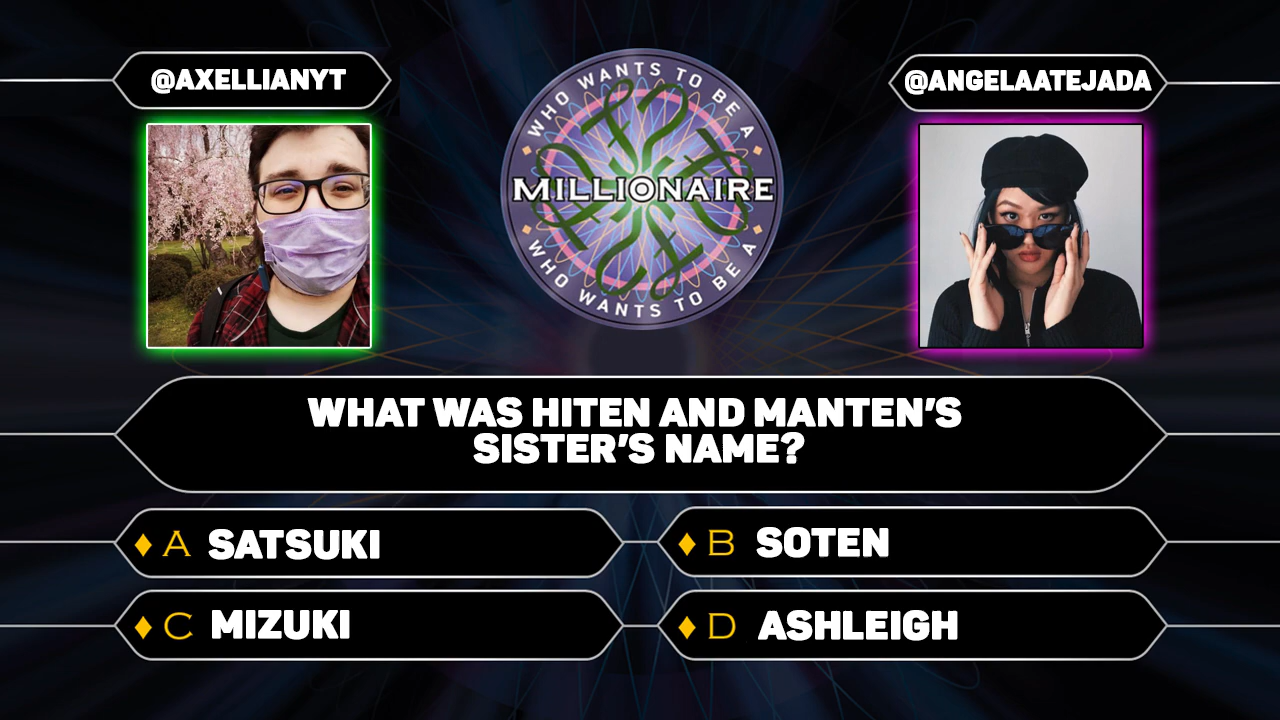 @AXELLIANYT
WHO WANTS TO BE A
MILLIONAIRE
WHO WANTS TO BE A
@ANGELAATEJADA
WHAT WAS HITEN AND MANTEN'S
SISTER'S NAME?
A SATSUKI
B SOTEN
C MIZUKI
D ASHLEIGH